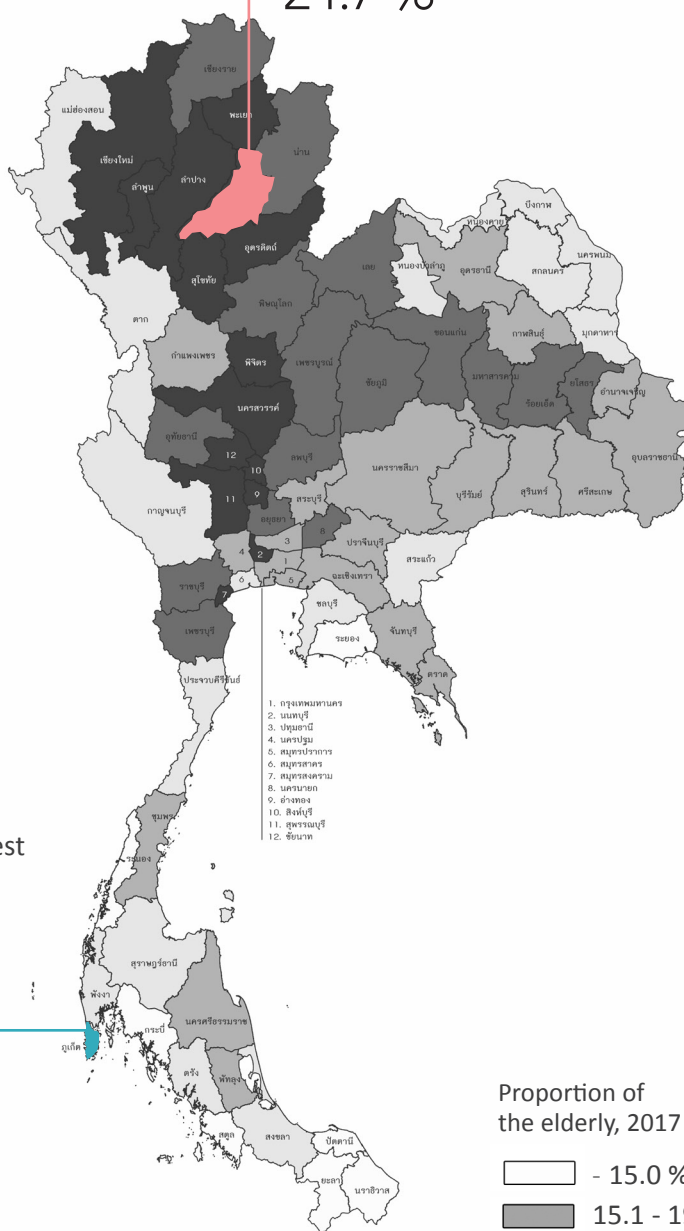 24.7 %
เชียงราย
แม่ฮ่องสอน
พะเยา
น่าน
เชียงใหม่
ลำปาง
ลำพูน
อุตรดิตถ์
สุโขทัย
ตาก
พิษณุโลก
เลย
หนองคาย
บึงกาฬ
หนองบัวลำภู
อุดรธานี
สกลนคร
นครพนม
กำแพงเพชร
พิจิตร
เพชรบูรณ์
ขอนแก่น
กาฬสินธุ์
มุกดาหาร
ชัยภูมิ
มหาสารคาม
ร้อยเอ็ด
ยโสธร
อำนาจเจริญ
นครสวรรค์
อุทัยธานี
12
10
ลพบุรี
นครราชสีมา
อุบลราชธานี
11
9
สระบุรี
บุรีรัมย์
สุรินทร์
ศรีสะเกษ
กาญจนบุรี
อยุธยา
8
4
3
2
1
ปราจีนบุรี
สระแก้ว
ราชบุรี
6
5
ฉะเชิงเทรา
7
ชลบุรี
เพชรบุรี
ระยอง
จันทบุรี
ตราด
ประจวบคีรีขันธ์
1. กรุงเทพมหานคร
2. นนทบุรี
3. ปทุมธานี
4. นครปฐม
5. สมุทรปราการ
6. สมุทรสาคร
7. สมุทรสงคราม
8. นครนายก
9. อ่างทอง
10. สิงห์บุรี
11. สุพรรณบุรี
12. ชัยนาท
ชุมพร
est
ระนอง
สุราษฎร์ธานี
พังงา
กระบี่
นครศรีธรรมราช
ภูเก็ต
ตรัง
พัทลุง
สตูล
สงขลา
ปัตตานี
ยะลา
นราธิวาส
Proportion of
the elderly, 2017
- 15.0 %